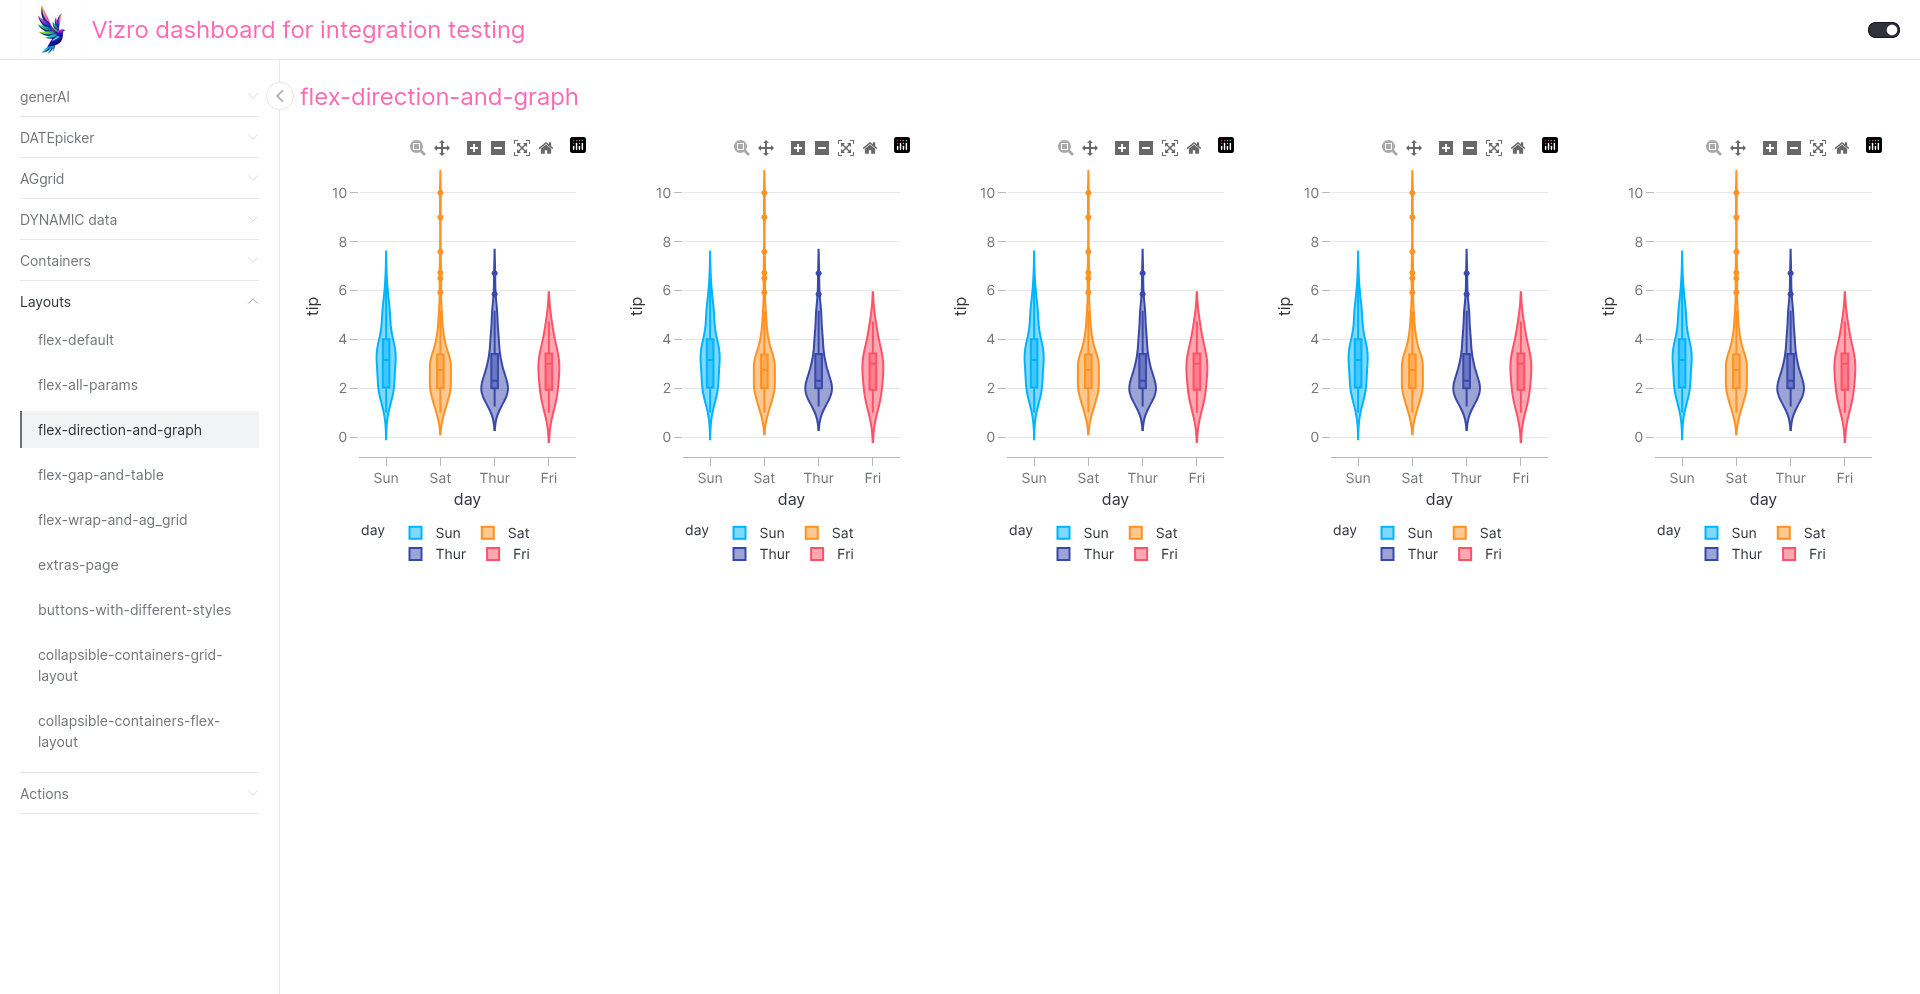 Vizro dashboard for integration testing
generAI
DATEpicker
AGgrid
DYNAMIC data
Containers
Layouts
flex-default
flex-all-params
flex-direction-and-graph
flex-gap-and-table
flex-wrap-and-ag_grid
extras-page
buttons-with-different-styles
collapsible-containers-grid-
layout
collapsible-containers-flex-
layout
Actions
flex-direction-and-graph
10
8
6
4
2
0
tip
Sun Sat Thur Fri
day
day Sun Sat
Thur Fri
10
8
6
4
2
0
tip
Sun Sat Thur Fri
day
day Sun Sat
Thur Fri
10
8
6
4
2
0
tip
Sun Sat Thur Fri
day
day Sun Sat
Thur Fri
10
8
6
4
2
0
tip
Sun Sat Thur Fri
day
day Sun Sat
Thur Fri
10
8
6
4
2
0
tip
Sun Sat Thur Fri
day
day Sun Sat
Thur Fri